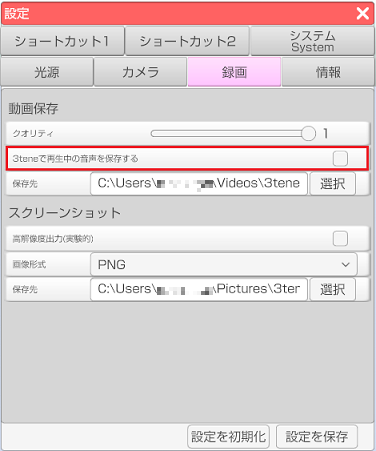 設定
ショートカット1 ショートカット2 システム
System
光源 カメラ 録画 情報
動画保存
クオリティ 1
3teneで再生中の音声を保存する
保存先 C:\Users\ \Videos\3tene 選択
スクリーンショット
高解像度出力(実験的)
画像形式 PNG
保存先 C:\Users\ \Pictures\3ter 選択
設定を初期化 設定を保存